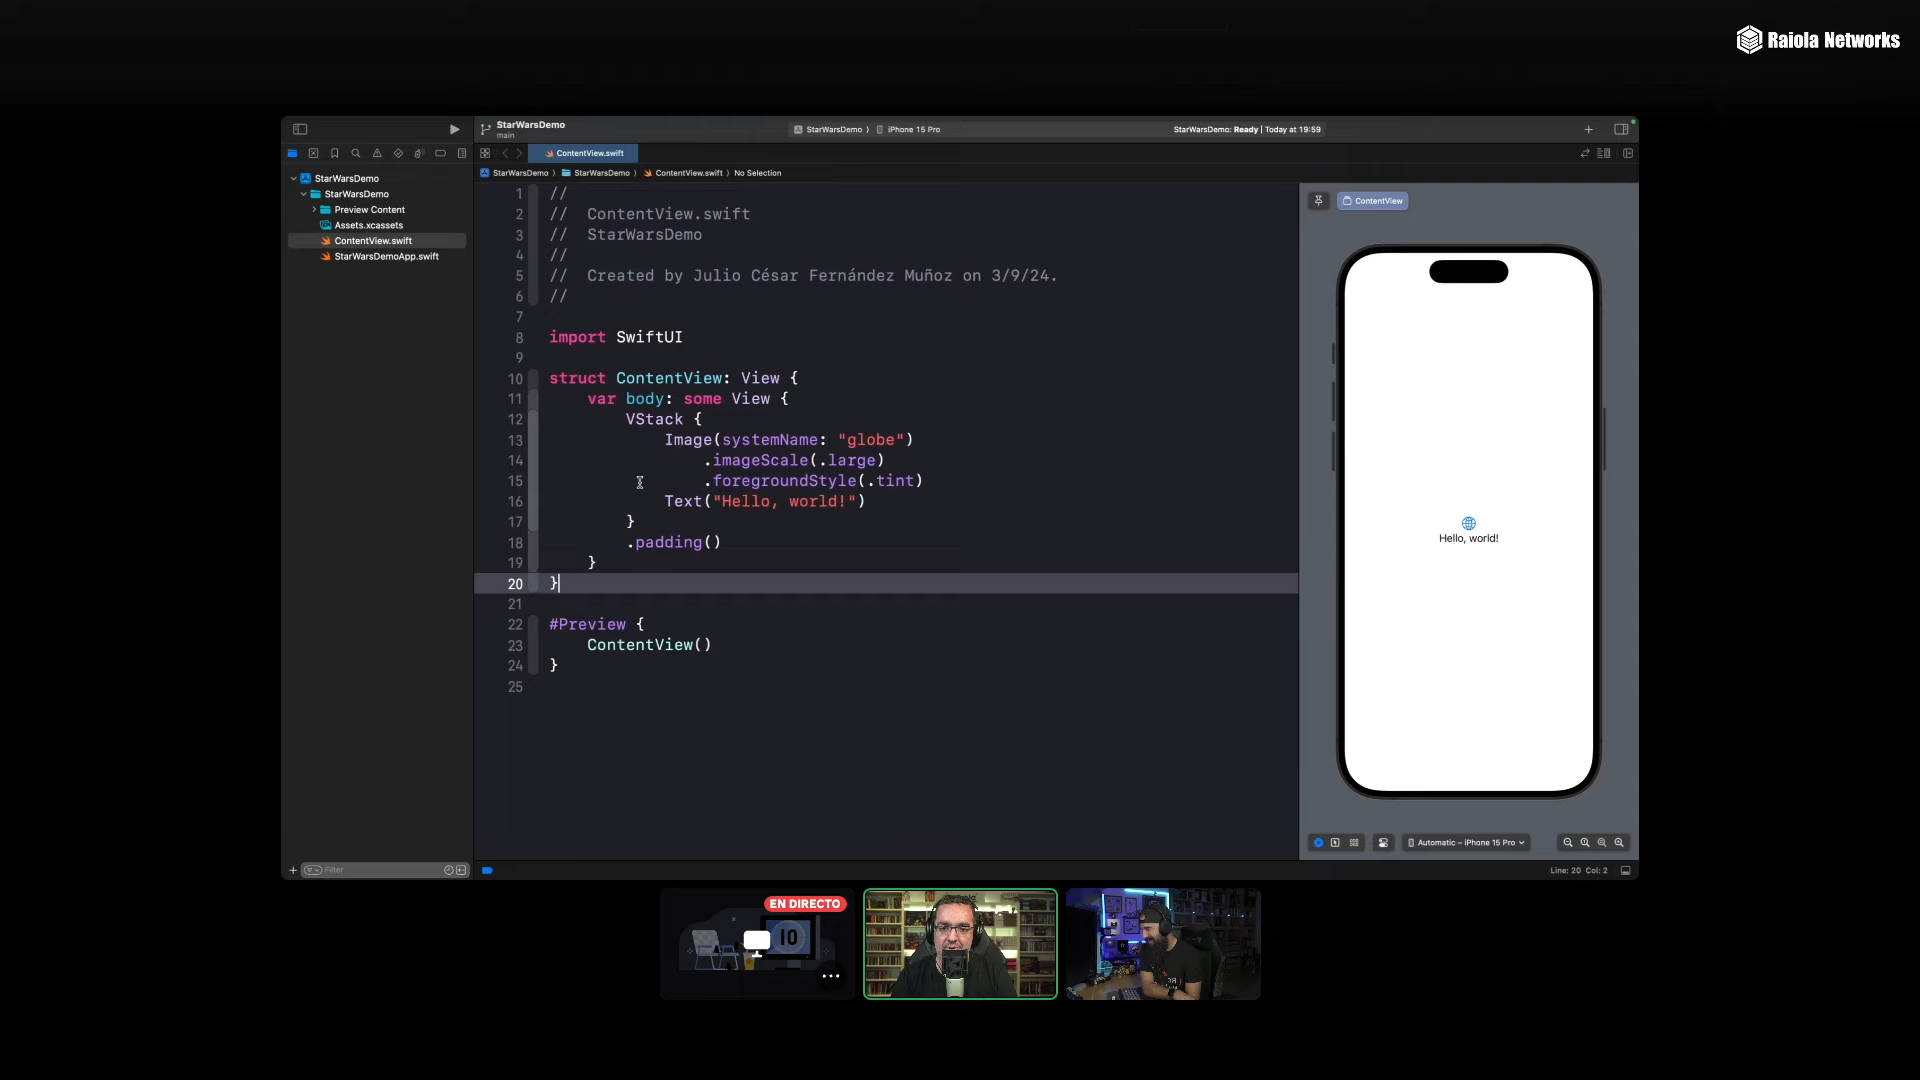 Raiola Networks
StarWarsDemo
main
StarWarsDemo
iPhone 15 Pro
StarWarsDemo: Ready | Today at 19:59
ContentView.swift
StarWarsDemo
StarWarsDemo
ContentView.swift
No Selection
StarWarsDemo
StarWarsDemo
Preview Content
Assets.xcassets
ContentView.swift
StarWarsDemoApp.swift
1 //
2 //  ContentView.swift
3 //  StarWarsDemo
4 //
5 //  Created by Julio César Fernández Muñoz on 3/9/24.
6 //
7
8 import SwiftUI
9
10 struct ContentView: View {
11     var body: some View {
12         VStack {
13             Image(systemName: "globe")
14                 .imageScale(.large)
15                 .foregroundStyle(.tint)
16             Text("Hello, world!")
17         }
18         .padding()
19     }
20 }
21
22 #Preview {
23     ContentView()
24 }
25
ContentView
Hello, world!
Automatic – iPhone 15 Pro
Filter
Line: 20 Col: 2
EN DIRECTO
10